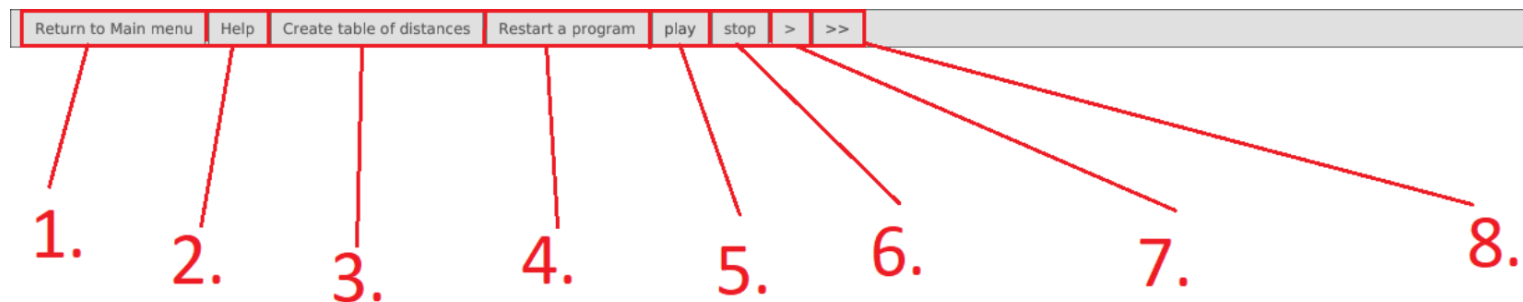 Return to Main menu Help Create table of distances Restart a program play stop > >>
1. 2. 3. 4. 5. 6. 7. 8.